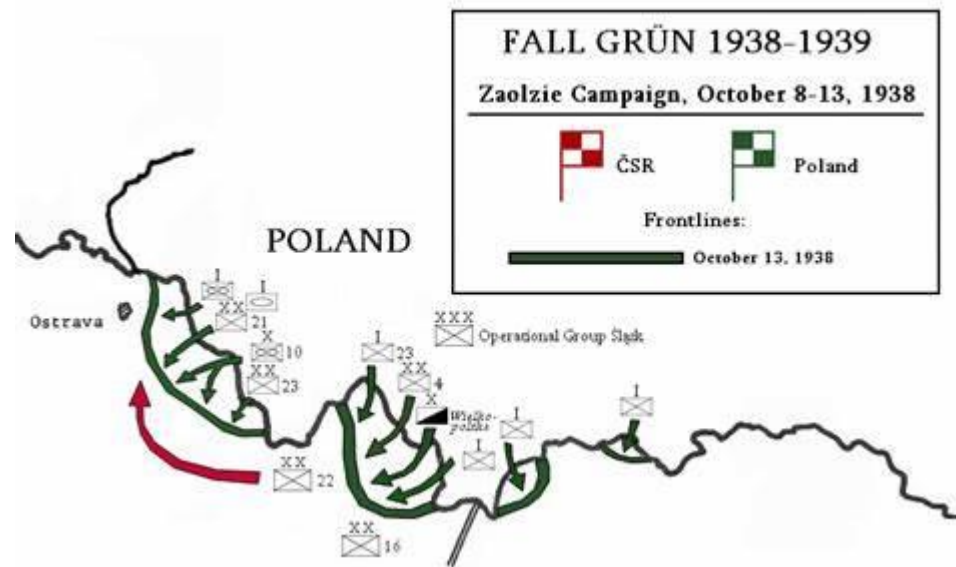 FALL GRÜN 1938-1939
Zaolzie Campaign, October 8-13, 1938
ČSR
Poland
Frontlines:
October 13, 1938
POLAND
Ostrava
I
I
XX
21
X
10
XX
23
XXX
Operational Group Śląsk
I
23
XX
4
X
Wielko-
polska
I
I
I
XX
22
XX
16